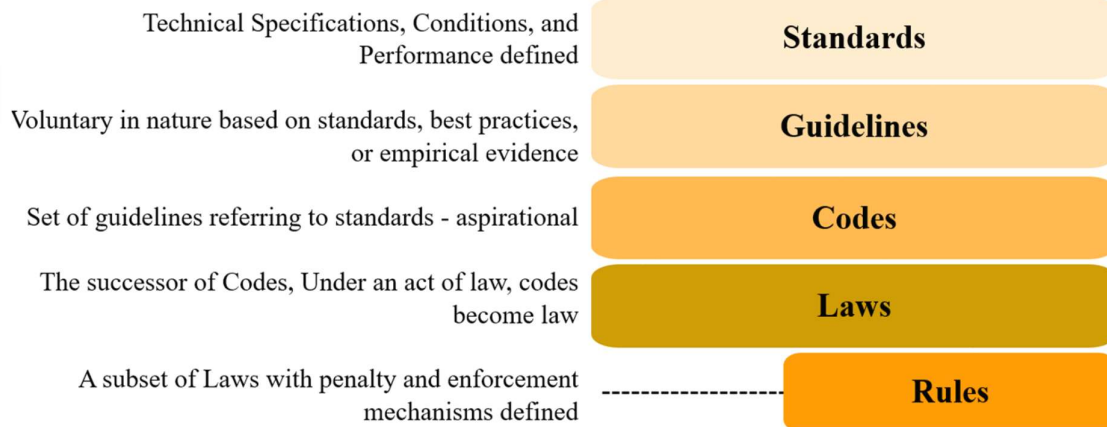 Technical Specifications, Conditions, and
Performance defined
Standards
Voluntary in nature based on standards, best practices,
or empirical evidence
Guidelines
Set of guidelines referring to standards - aspirational
Codes
The successor of Codes, Under an act of law, codes
become law
Laws
A subset of Laws with penalty and enforcement
mechanisms defined
Rules